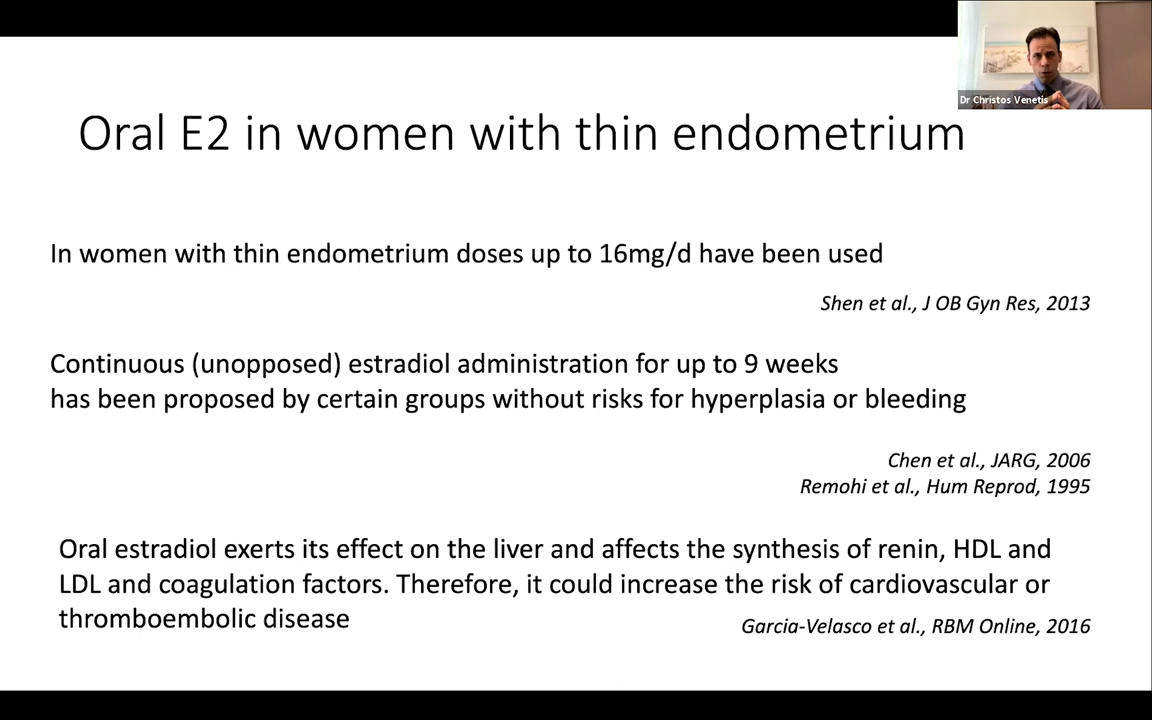 Dr Christos Venetis
Oral E2 in women with thin endometrium
In women with thin endometrium doses up to 16mg/d have been used
Shen et al., J OB Gyn Res, 2013
Continuous (unopposed) estradiol administration for up to 9 weeks
has been proposed by certain groups without risks for hyperplasia or bleeding
Chen et al., JARG, 2006
Remohi et al., Hum Reprod, 1995
Oral estradiol exerts its effect on the liver and affects the synthesis of renin, HDL and
LDL and coagulation factors. Therefore, it could increase the risk of cardiovascular or
thromboembolic disease
Garcia-Velasco et al., RBM Online, 2016